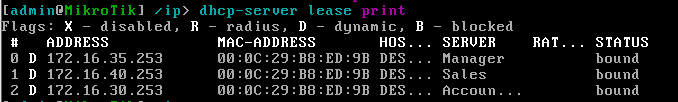 [admin@MikroTik] /ip> dhcp-server lease print
Flags: X - disabled, R - radius, D - dynamic, B - blocked
 #   ADDRESS         MAC-ADDRESS       HOS... SERVER   RAT... STATUS
 0 D 172.16.35.253   00:0C:29:B8:ED:9B DES... Manager         bound
 1 D 172.16.40.253   00:0C:29:B8:ED:9B DES... Sales           bound
 2 D 172.16.30.253   00:0C:29:B8:ED:9B DES... Accoun...       bound